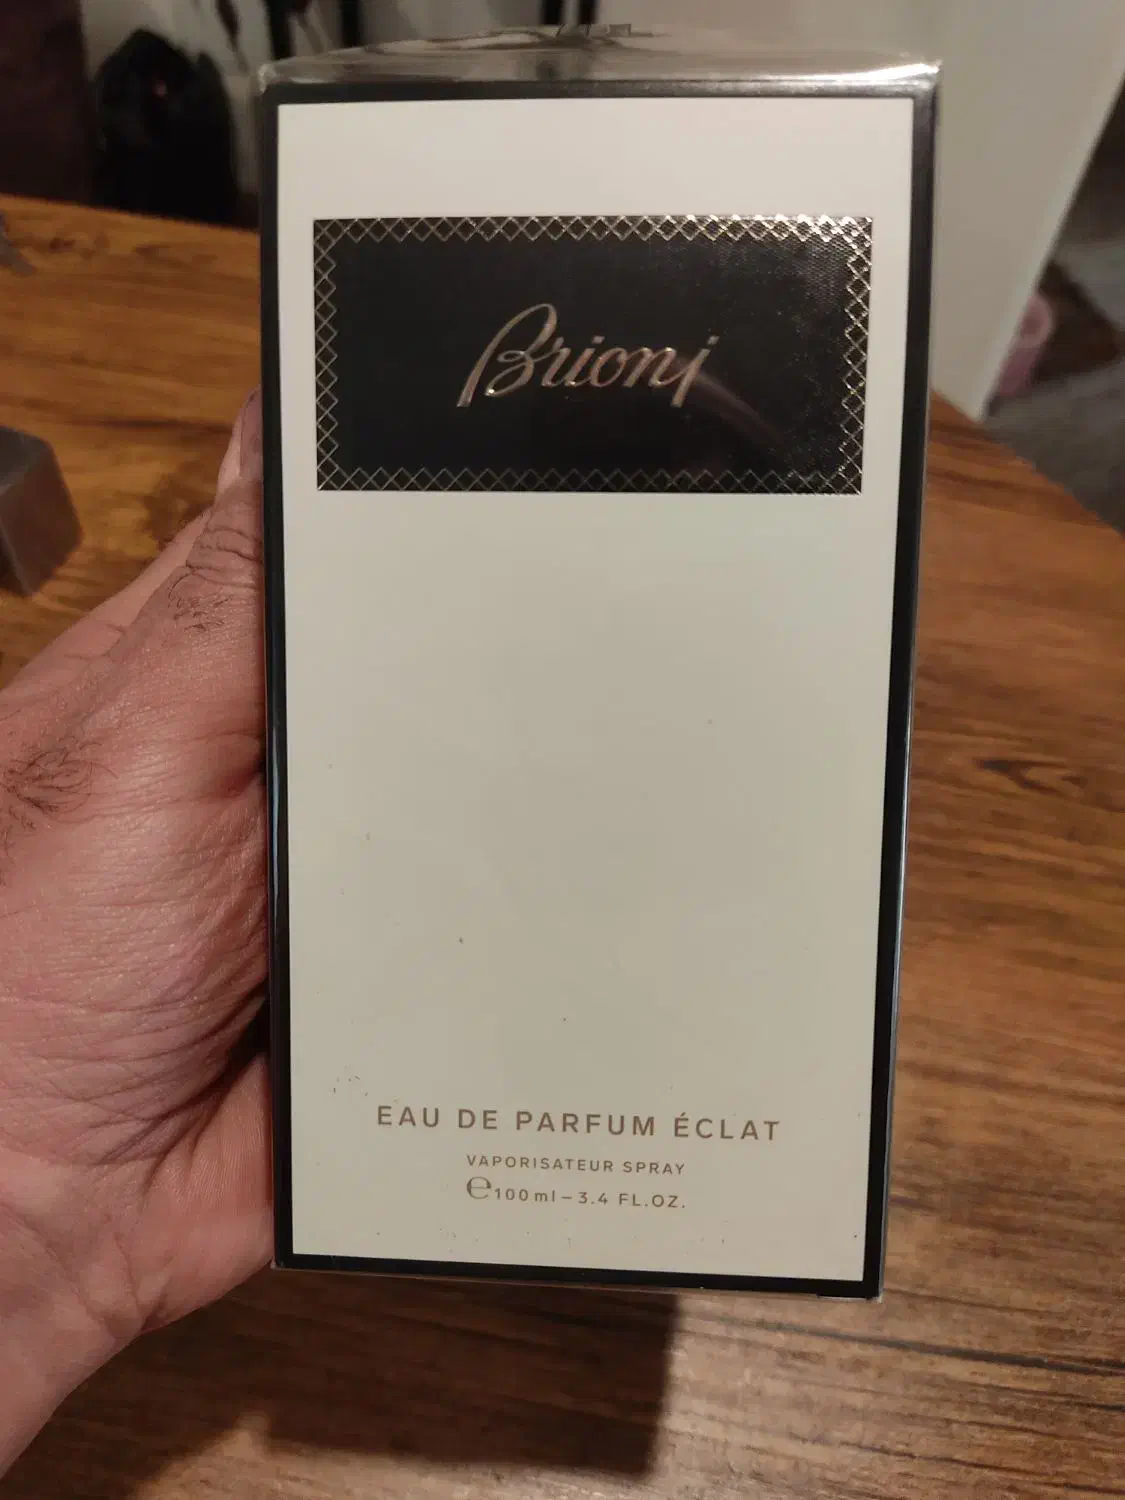 Brioni
EAU DE PARFUM ÉCLAT
VAPORISATEUR SPRAY
℮100 ml – 3.4 FL.OZ.